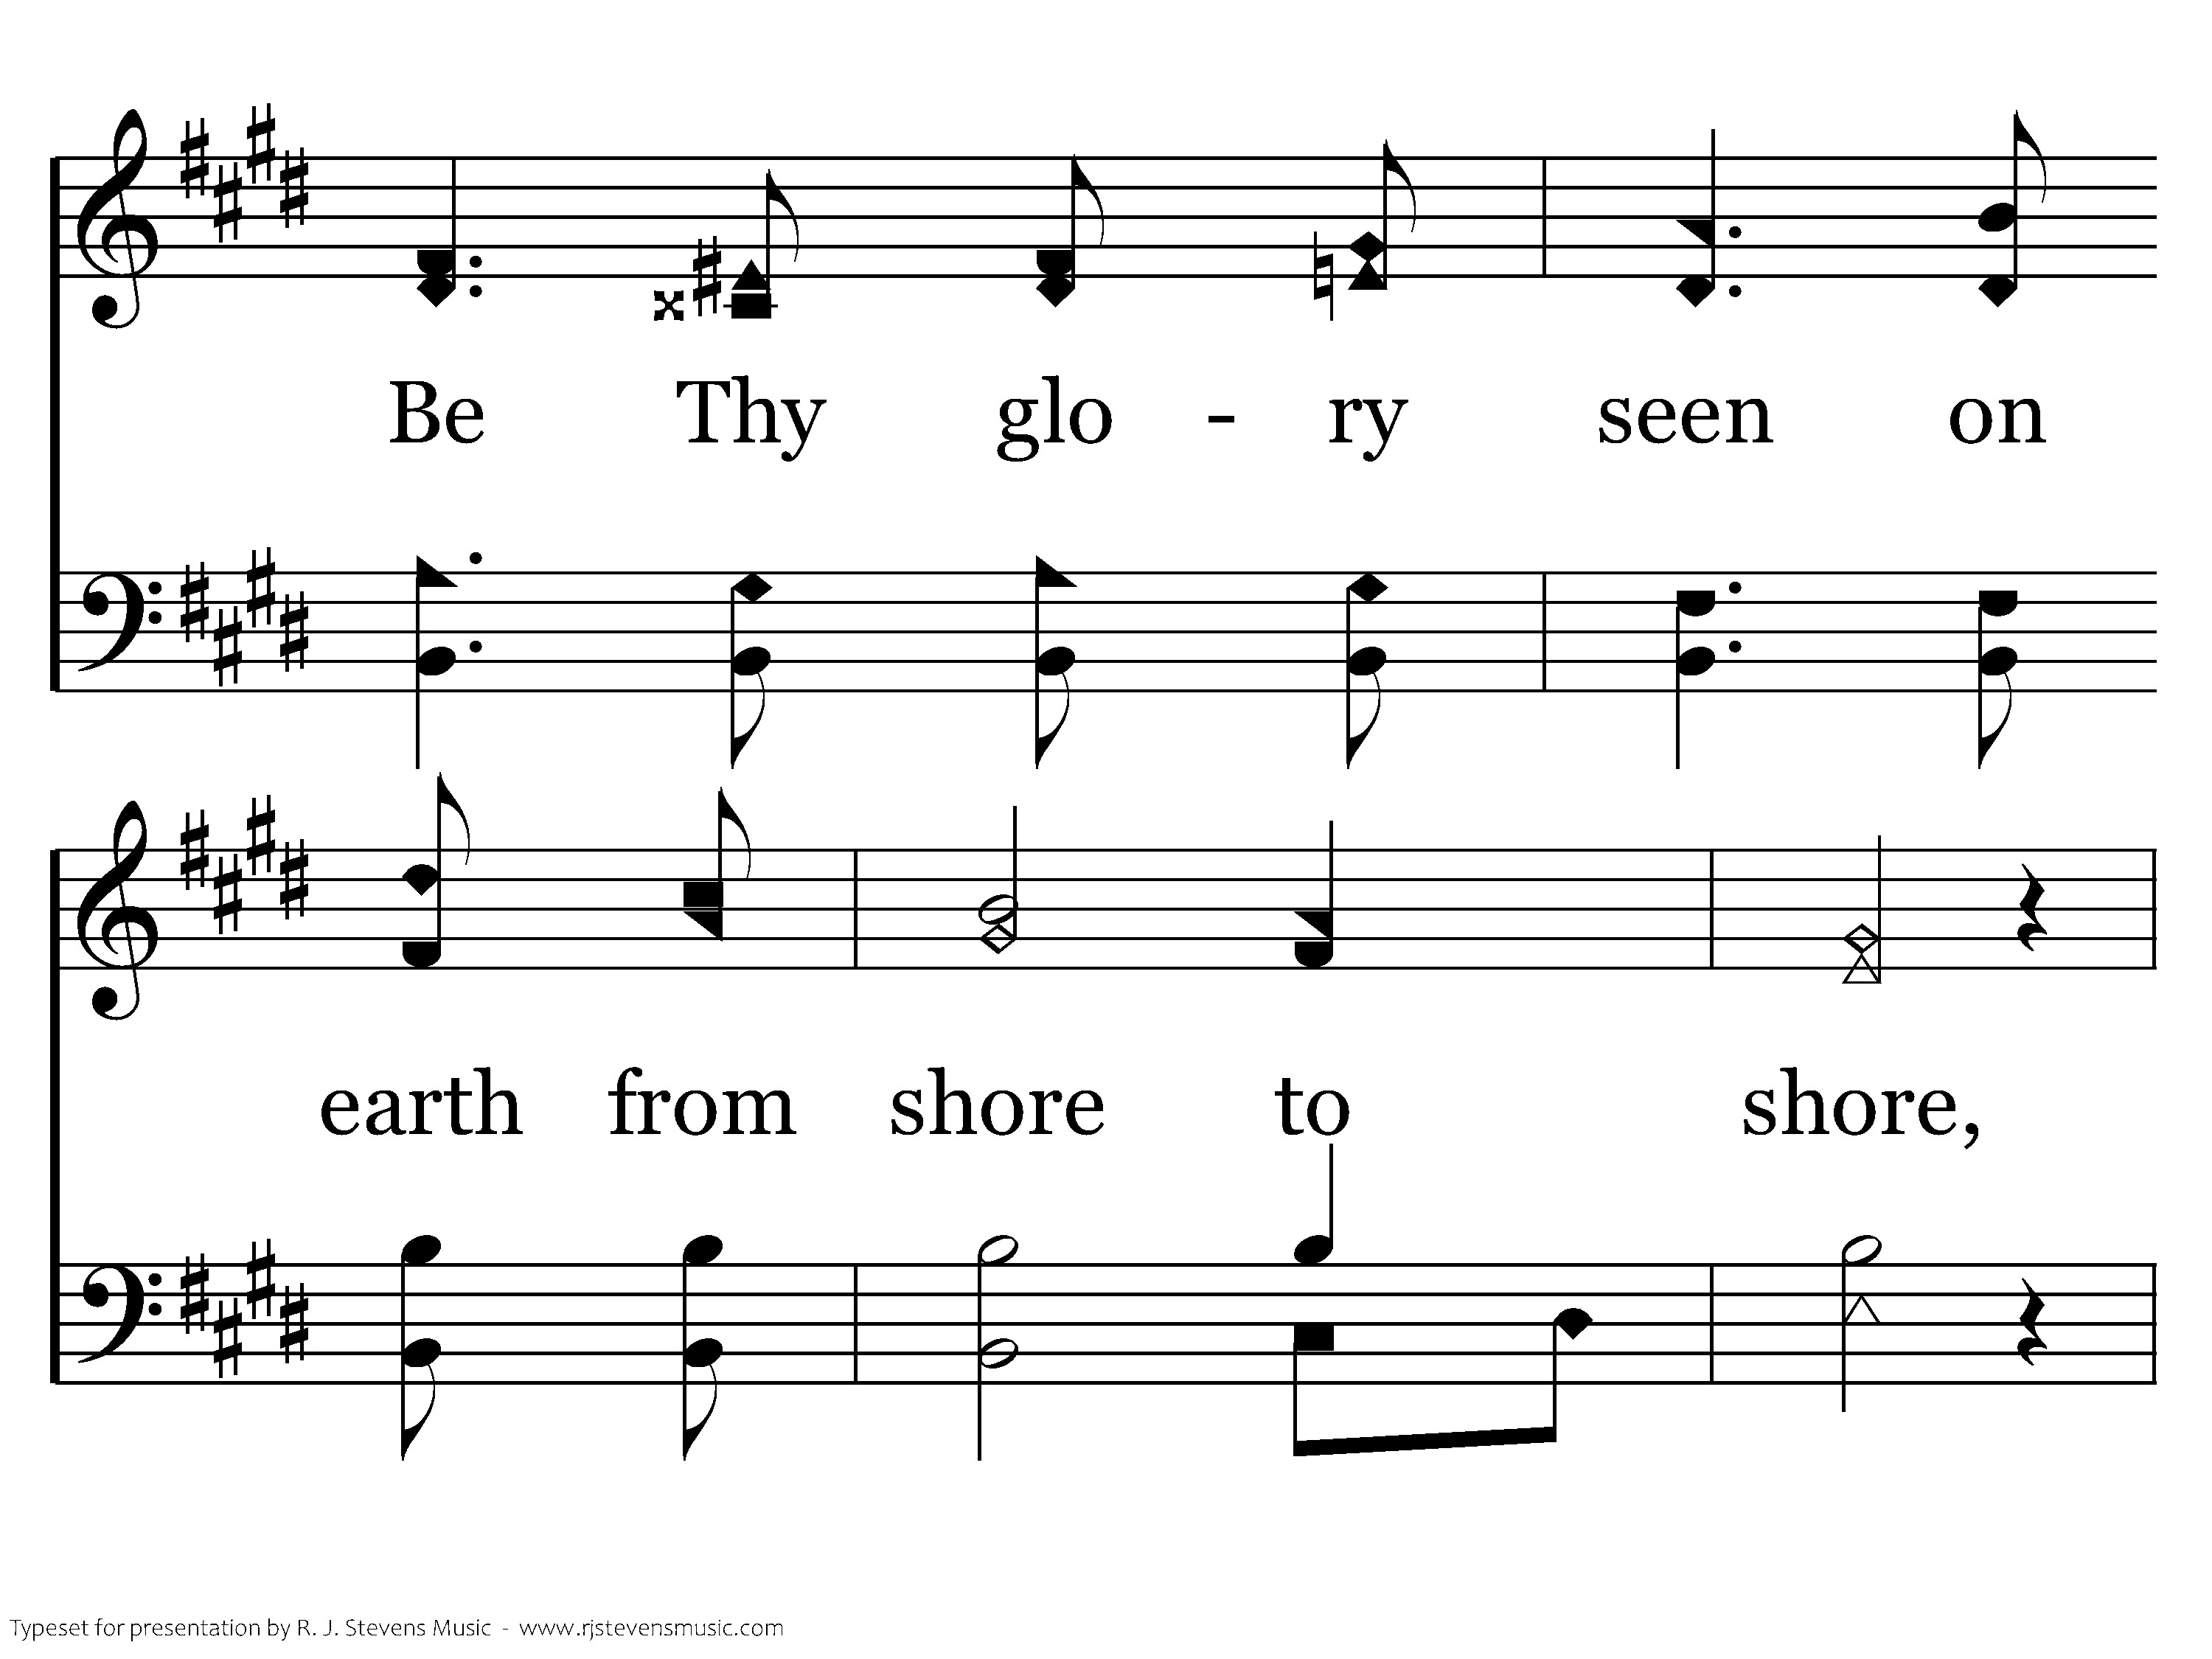 Be Thy glo - ry seen on
earth from shore to shore,
Typeset for presentation by R. J. Stevens Music - www.rjstevensmusic.com